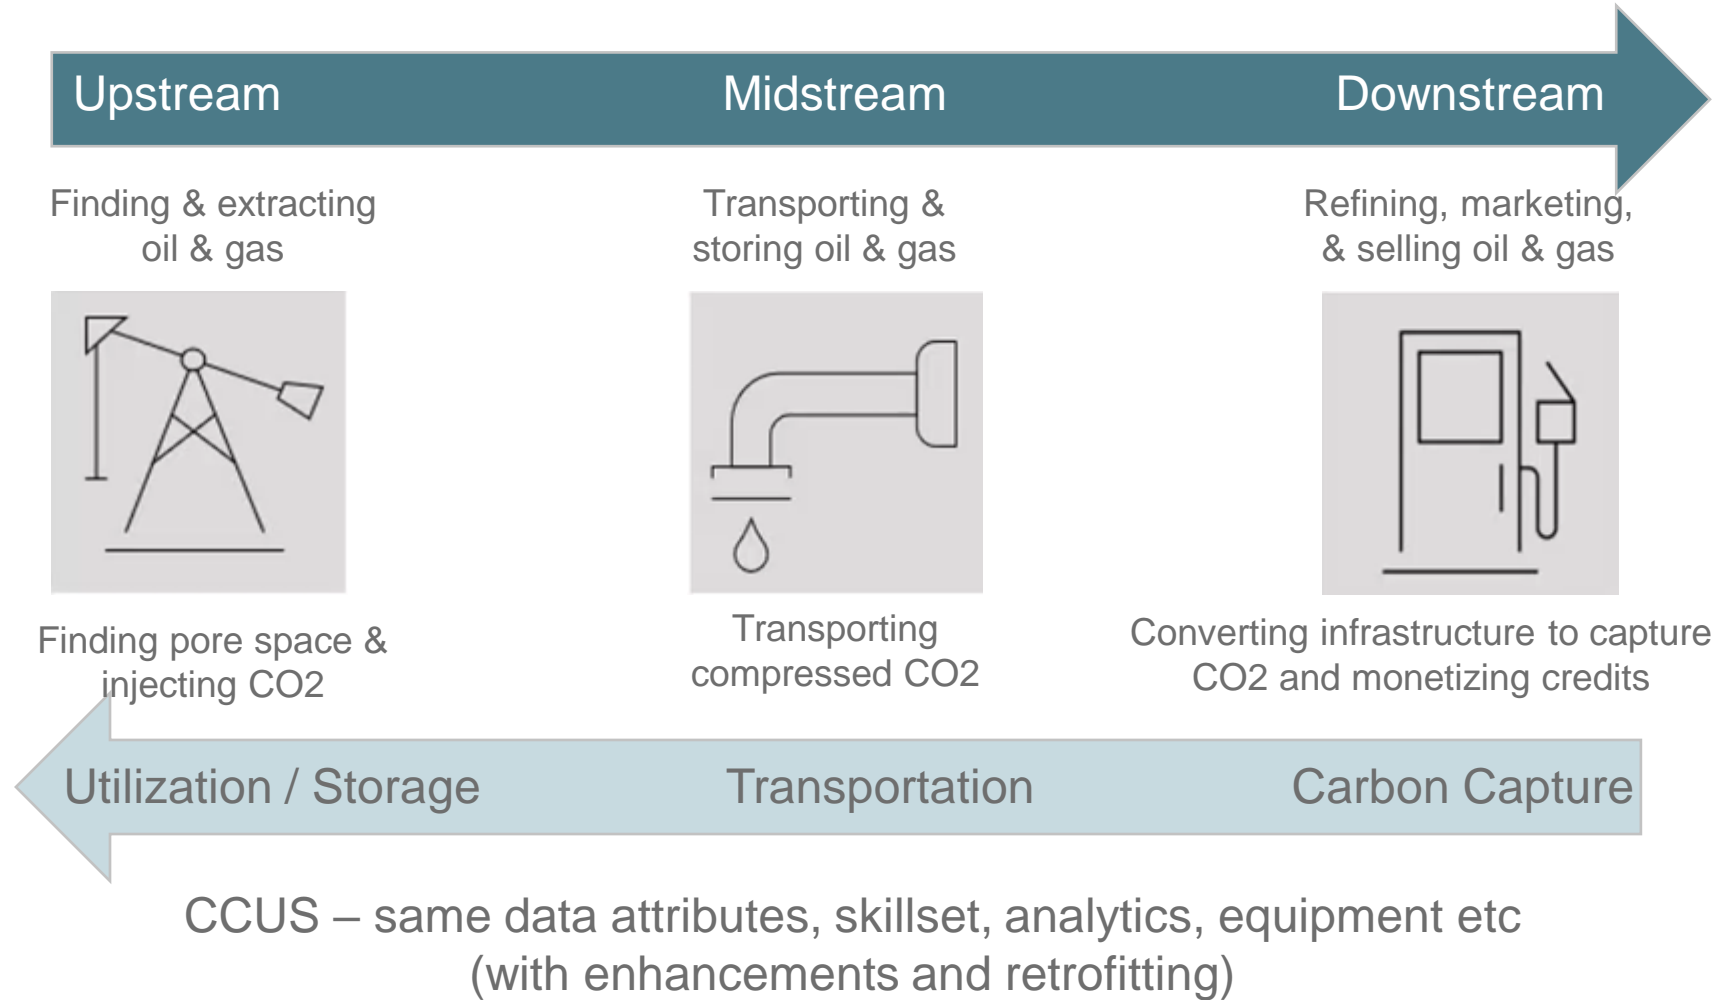 Upstream
Midstream
Downstream
Finding & extracting
oil & gas
Transporting &
storing oil & gas
Refining, marketing,
& selling oil & gas
Finding pore space &
injecting CO2
Transporting
compressed CO2
Converting infrastructure to capture
CO2 and monetizing credits
Utilization / Storage
Transportation
Carbon Capture
CCUS – same data attributes, skillset, analytics, equipment etc
(with enhancements and retrofitting)